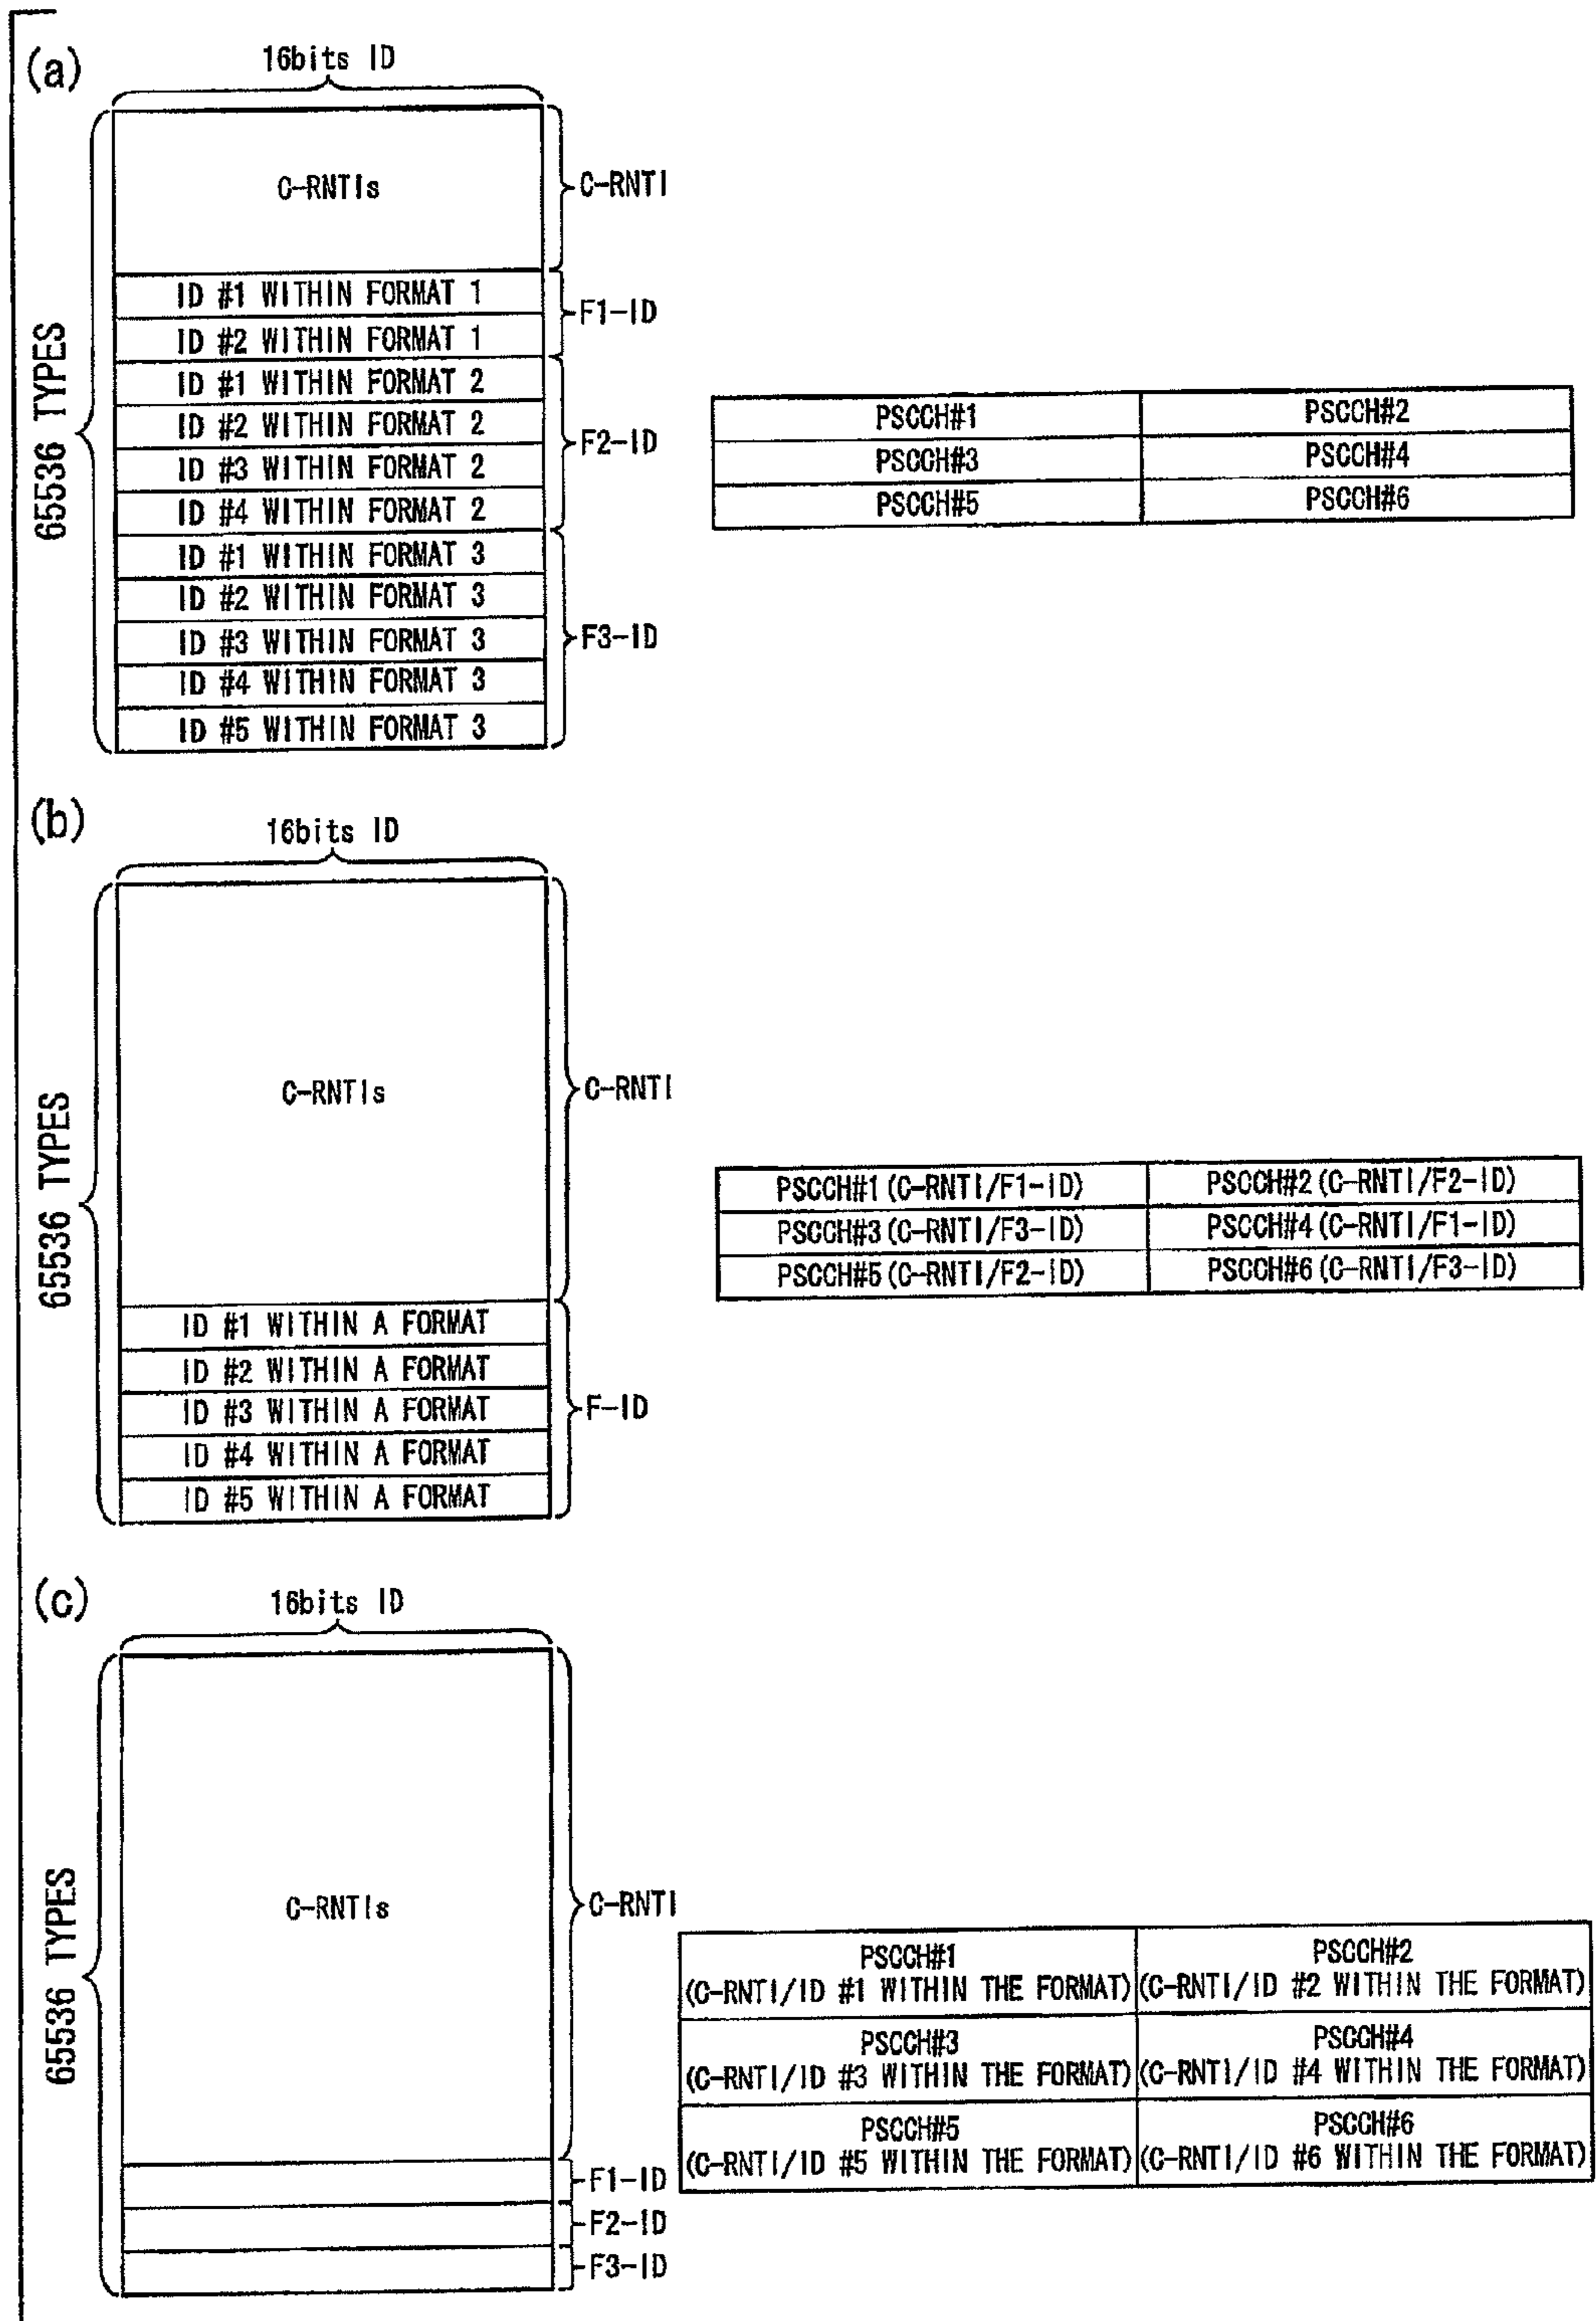 (a)
16bits ID
65536 TYPES
C-RNTIs
C-RNTI
ID #1 WITHIN FORMAT 1
ID #2 WITHIN FORMAT 1
F1-ID
ID #1 WITHIN FORMAT 2
ID #2 WITHIN FORMAT 2
ID #3 WITHIN FORMAT 2
ID #4 WITHIN FORMAT 2
F2-ID
ID #1 WITHIN FORMAT 3
ID #2 WITHIN FORMAT 3
ID #3 WITHIN FORMAT 3
ID #4 WITHIN FORMAT 3
ID #5 WITHIN FORMAT 3
F3-ID
PSCCH#1 PSCCH#2
PSCCH#3 PSCCH#4
PSCCH#5 PSCCH#6
(b)
16bits ID
65536 TYPES
C-RNTIs
C-RNTI
ID #1 WITHIN A FORMAT
ID #2 WITHIN A FORMAT
ID #3 WITHIN A FORMAT
ID #4 WITHIN A FORMAT
ID #5 WITHIN A FORMAT
F-ID
PSCCH#1(C-RNTI/F1-ID) PSCCH#2(C-RNTI/F2-ID)
PSCCH#3(C-RNTI/F3-ID) PSCCH#4(C-RNTI/F1-ID)
PSCCH#5(C-RNTI/F2-ID) PSCCH#6(C-RNTI/F3-ID)
(c)
16bits ID
65536 TYPES
C-RNTIs
C-RNTI
F1-ID
F2-ID
F3-ID
PSCCH#1 PSCCH#2
(C-RNTI/ID #1 WITHIN THE FORMAT) (C-RNTI/ID #2 WITHIN THE FORMAT)
PSCCH#3 PSCCH#4
(C-RNTI/ID #3 WITHIN THE FORMAT) (C-RNTI/ID #4 WITHIN THE FORMAT)
PSCCH#5 PSCCH#6
(C-RNTI/ID #5 WITHIN THE FORMAT) (C-RNTI/ID #6 WITHIN THE FORMAT)